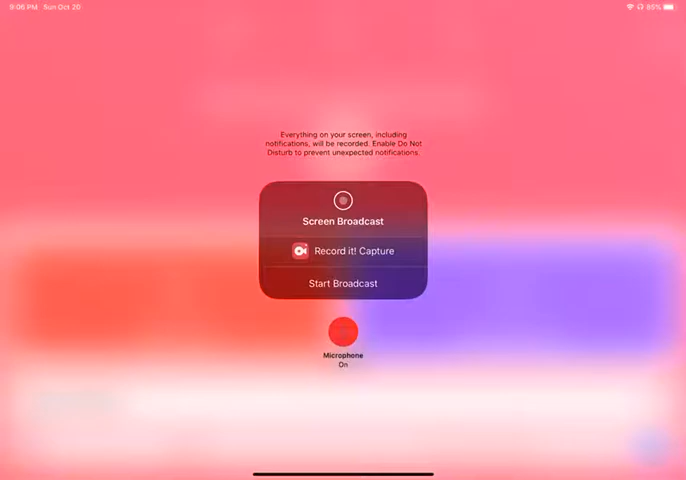 9:06 PM Sun Oct 20
85%
Everything on your screen, including
notifications, will be recorded. Enable Do Not
Disturb to prevent unexpected notifications.
Screen Broadcast
Record it! Capture
Start Broadcast
Microphone
On